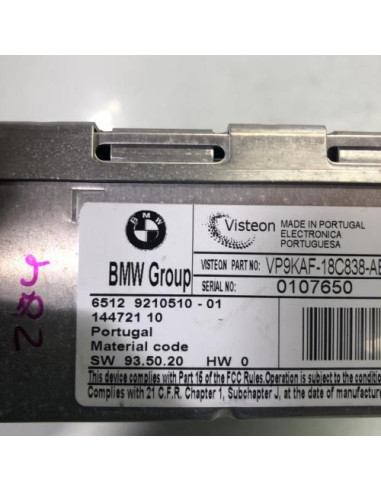 BMW
BMW Group
Visteon
MADE IN PORTUGAL
ELECTRONICA
PORTUGUESA
VISTEON PART NO: VP9KAF-18C838-AE
SERIAL NO: 0107650
6512 9210510 - 01
144721 10
Portugal
Material code
SW 93.50.20 HW 0
This device complies with Part 15 of the FCC Rules.Operation is subject to the condition
Complies with 21 C.F.R. Chapter 1, Subchapter J, at the date of manufacture